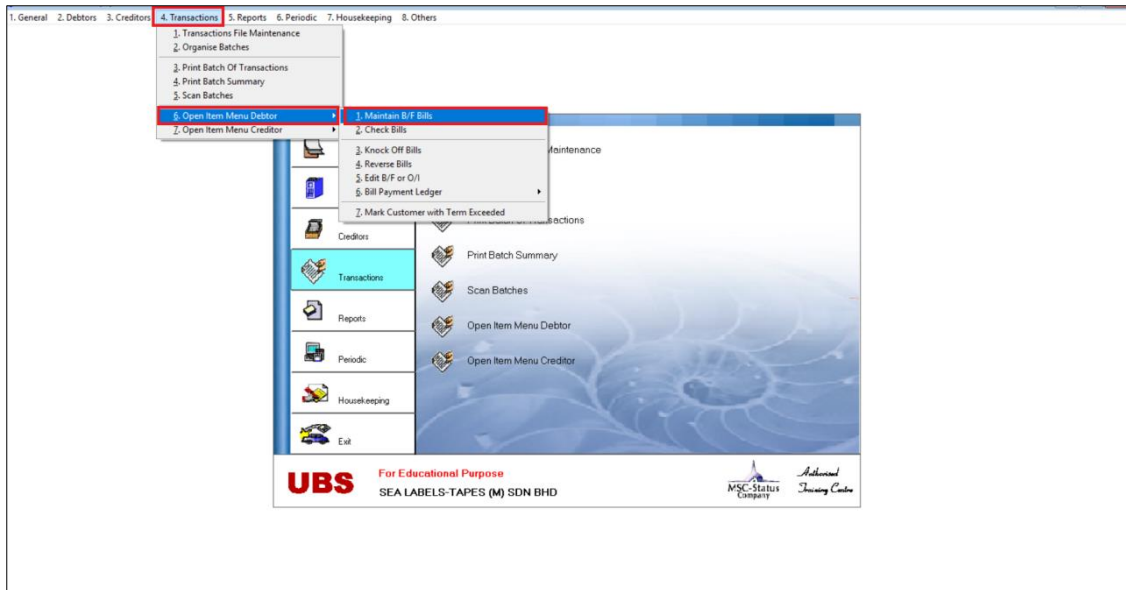 1. General 2. Debtors 3. Creditors 4. Transactions 5. Reports 6. Periodic 7. Housekeeping 8. Others
1. Transactions File Maintenance
2. Organise Batches
3. Print Batch Of Transactions
4. Print Batch Summary
5. Scan Batches
6. Open Item Menu Debtor
7. Open Item Menu Creditor
1. Maintain B/F Bills
2. Check Bills
3. Knock Off Bills
4. Reverse Bills
5. Edit B/F or O/I
6. Bill Payment Ledger
7. Mark Customer with Term Exceeded
Maintenance
Creditors
Transactions
Reports
Periodic
Housekeeping
Exit
Print Batch Summary
Scan Batches
Open Item Menu Debtor
Open Item Menu Creditor
UBS
For Educational Purpose
SEA LABELS-TAPES (M) SDN BHD
MSC-Status
Company
Authorised
Training Centre